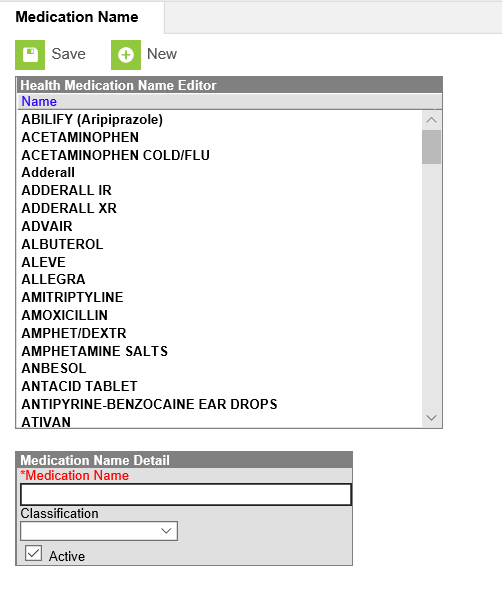 Medication Name
Save New
Health Medication Name Editor
Name
ABILIFY (Aripiprazole)
ACETAMINOPHEN
ACETAMINOPHEN COLD/FLU
Adderall
ADDERALL IR
ADDERALL XR
ADVAIR
ALBUTEROL
ALEVE
ALLEGRA
AMITRIPTYLINE
AMOXICILLIN
AMPHET/DEXTR
AMPHETAMINE SALTS
ANBESOL
ANTACID TABLET
ANTIPYRINE-BENZOCAINE EAR DROPS
ATIVAN
Medication Name Detail
*Medication Name
Classification
Active